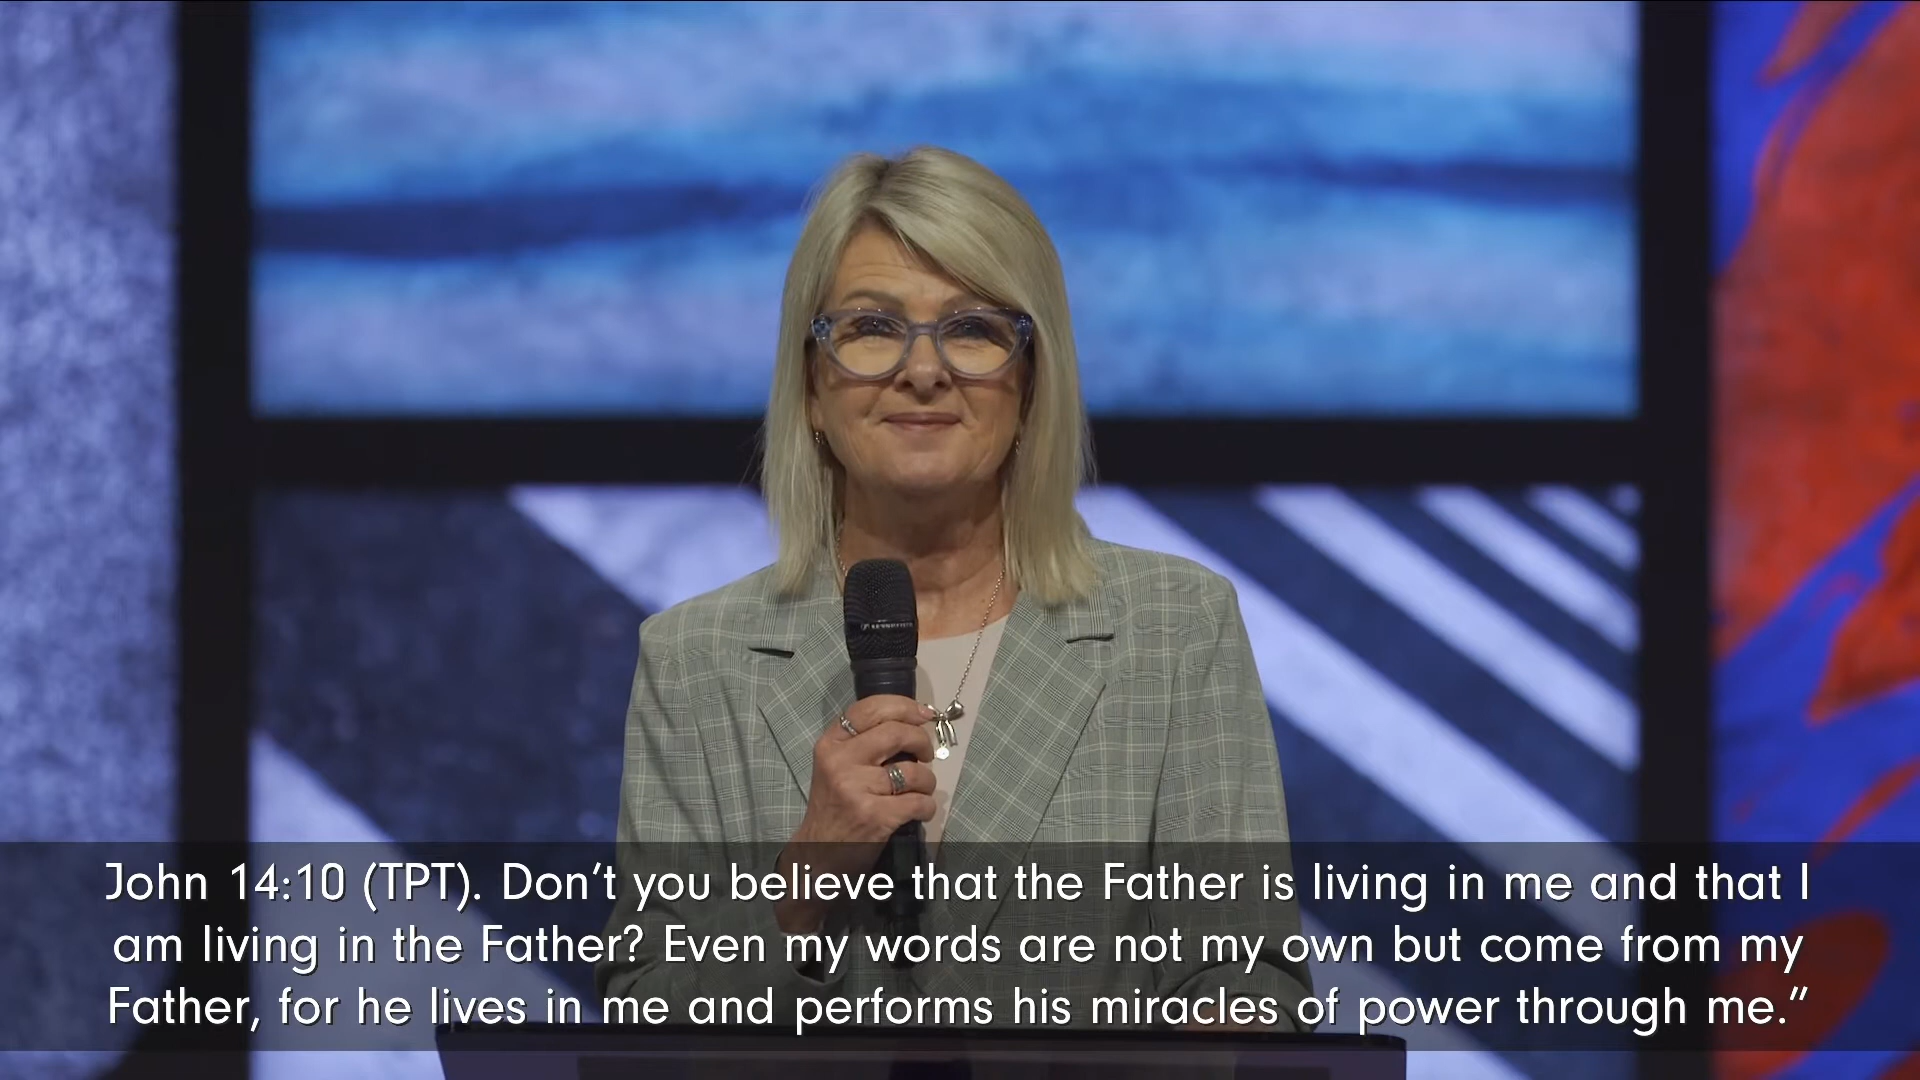 John 14:10 (TPT). Don’t you believe that the Father is living in me and that I
am living in the Father? Even my words are not my own but come from my
Father, for he lives in me and performs his miracles of power through me.”